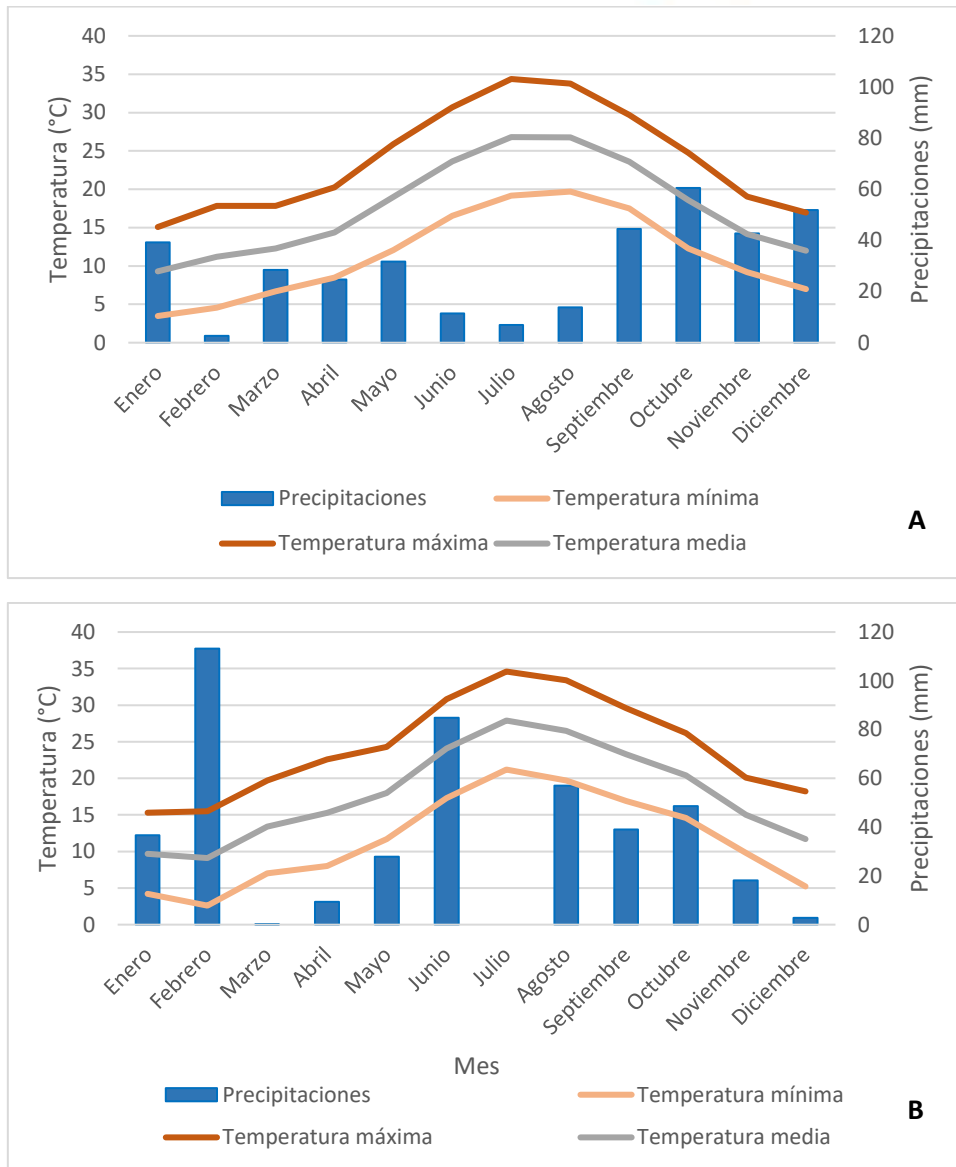 40
35
30
25
20
15
10
5
0
Temperatura (°C)
120
100
80
60
40
20
0
Precipitaciones (mm)
Enero
Febrero
Marzo
Abril
Mayo
Junio
Julio
Agosto
Septiembre
Octubre
Noviembre
Diciembre
Precipitaciones
Temperatura mínima
Temperatura máxima
Temperatura media
A
40
35
30
25
20
15
10
5
0
Temperatura (°C)
120
100
80
60
40
20
0
Precipitaciones (mm)
Enero
Febrero
Marzo
Abril
Mayo
Junio
Julio
Agosto
Septiembre
Octubre
Noviembre
Diciembre
Mes
Precipitaciones
Temperatura mínima
Temperatura máxima
Temperatura media
B